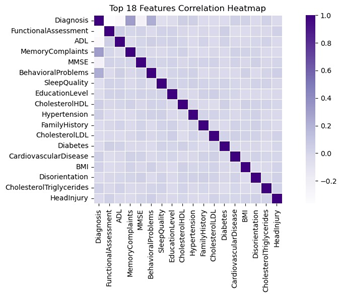 Top 18 Features Correlation Heatmap
Diagnosis
FunctionalAssessment
ADL
MemoryComplaints
MMSE
BehavioralProblems
SleepQuality
EducationLevel
CholesterolHDL
Hypertension
FamilyHistory
CholesterolLDL
Diabetes
CardiovascularDisease
BMI
Disorientation
CholesterolTriglycerides
HeadInjury
Diagnosis
FunctionalAssessment
ADL
MemoryComplaints
MMSE
BehavioralProblems
SleepQuality
EducationLevel
CholesterolHDL
Hypertension
FamilyHistory
CholesterolLDL
Diabetes
CardiovascularDisease
BMI
Disorientation
CholesterolTriglycerides
HeadInjury
1.0
0.8
0.6
0.4
0.2
0.0
−0.2